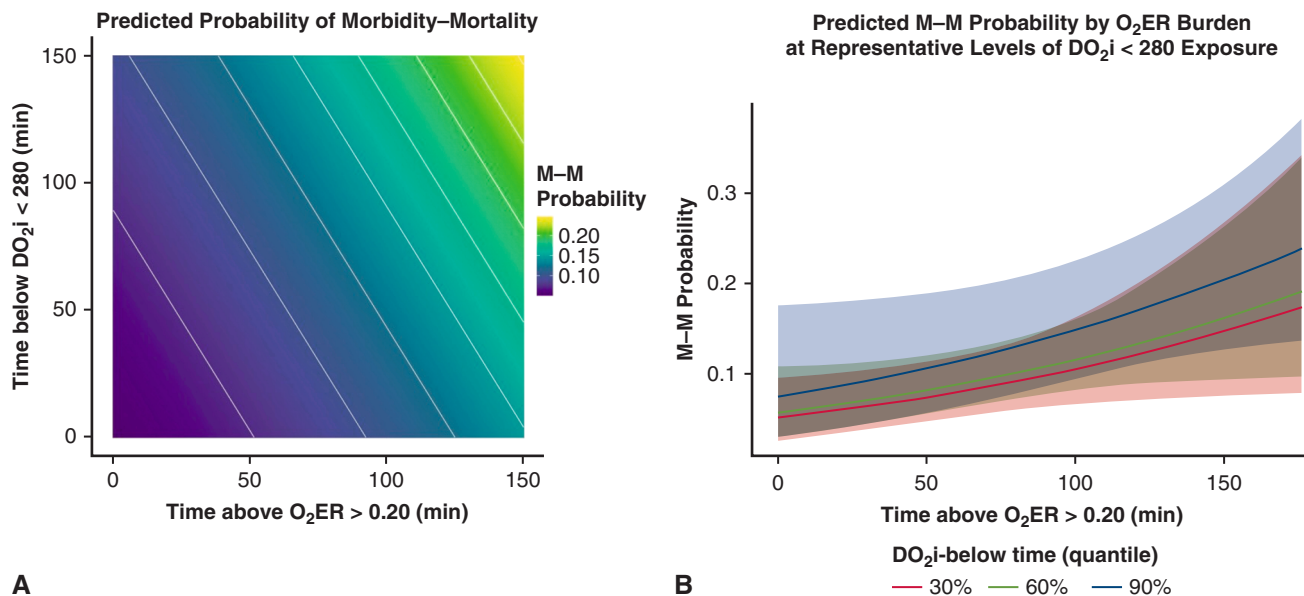 Predicted Probability of Morbidity–Mortality
Time below DO₂i < 280 (min)
150
100
50
0
0
50
100
150
Time above O₂ER > 0.20 (min)
M–M
Probability
0.20
0.15
0.10
A
Predicted M–M Probability by O₂ER Burden
at Representative Levels of DO₂i < 280 Exposure
M–M Probability
0.3
0.2
0.1
0
50
100
150
Time above O₂ER > 0.20 (min)
DO₂i-below time (quantile)
30% 60% 90%
B